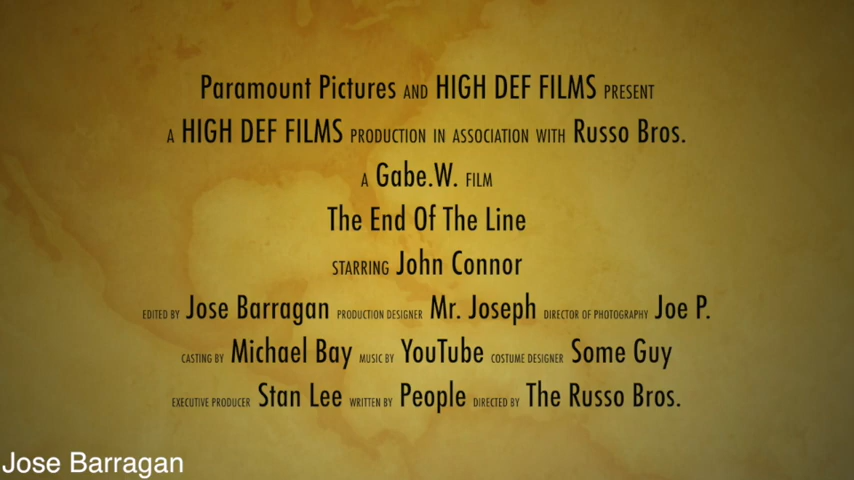 Paramount Pictures AND HIGH DEF FILMS PRESENT
A HIGH DEF FILMS PRODUCTION IN ASSOCIATION WITH Russo Bros.
A Gabe.W. FILM
The End Of The Line
STARRING John Connor
EDITED BY Jose Barragan PRODUCTION DESIGNER Mr. Joseph DIRECTOR OF PHOTOGRAPHY Joe P.
CASTING BY Michael Bay MUSIC BY YouTube COSTUME DESIGNER Some Guy
EXECUTIVE PRODUCER Stan Lee WRITTEN BY People DIRECTED BY The Russo Bros.
Jose Barragan